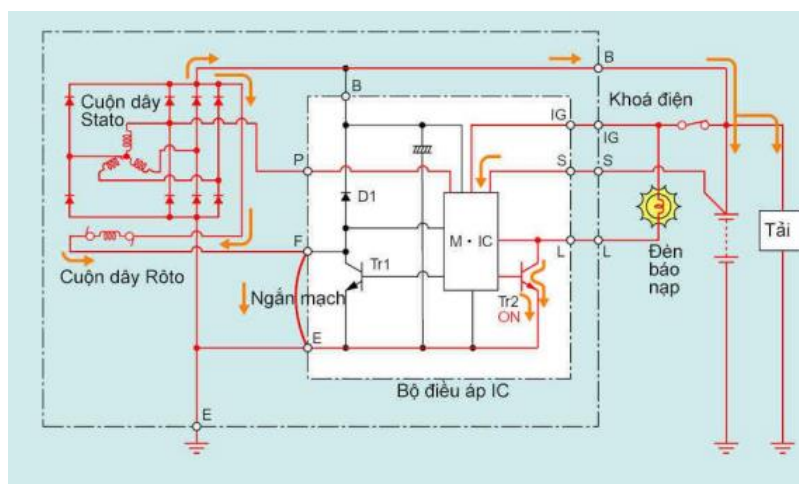 B
B
Cuộn dây
Stato
Khoá điện
IG
IG
P
S
S
D1
M • IC
Tải
F
L
L
Đèn
báo
nạp
Cuộn dây Rôto
Tr1
Ngắn mạch
Tr2
ON
E
Bộ điều áp IC
E